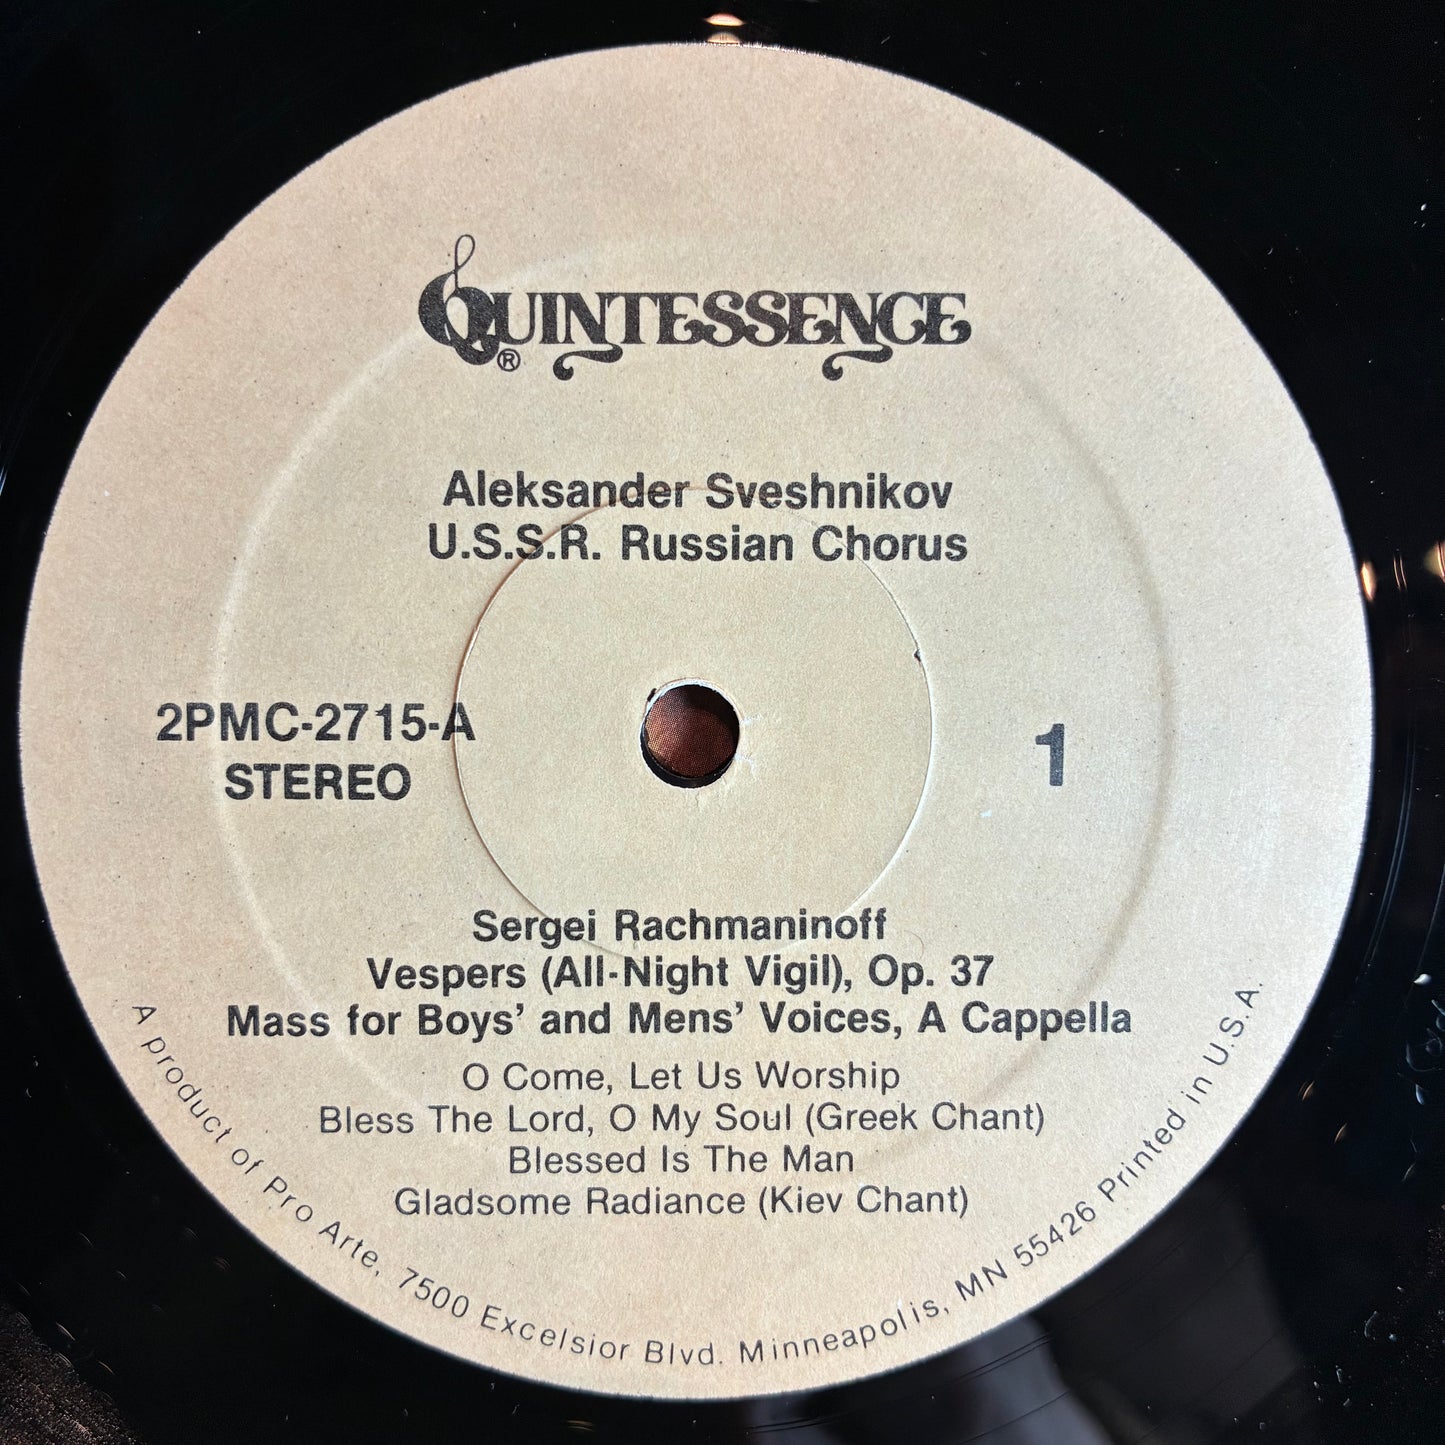 QUINTESSENCE®
Aleksander Sveshnikov
U.S.S.R. Russian Chorus
2PMC-2715-A
STEREO
1
Sergei Rachmaninoff
Vespers (All-Night Vigil), Op. 37
Mass for Boys' and Mens' Voices, A Cappella
O Come, Let Us Worship
Bless The Lord, O My Soul (Greek Chant)
Blessed Is The Man
Gladsome Radiance (Kiev Chant)
A product of Pro Arte, 7500 Excelsior Blvd. Minneapolis, MN 55426 Printed in U.S.A.